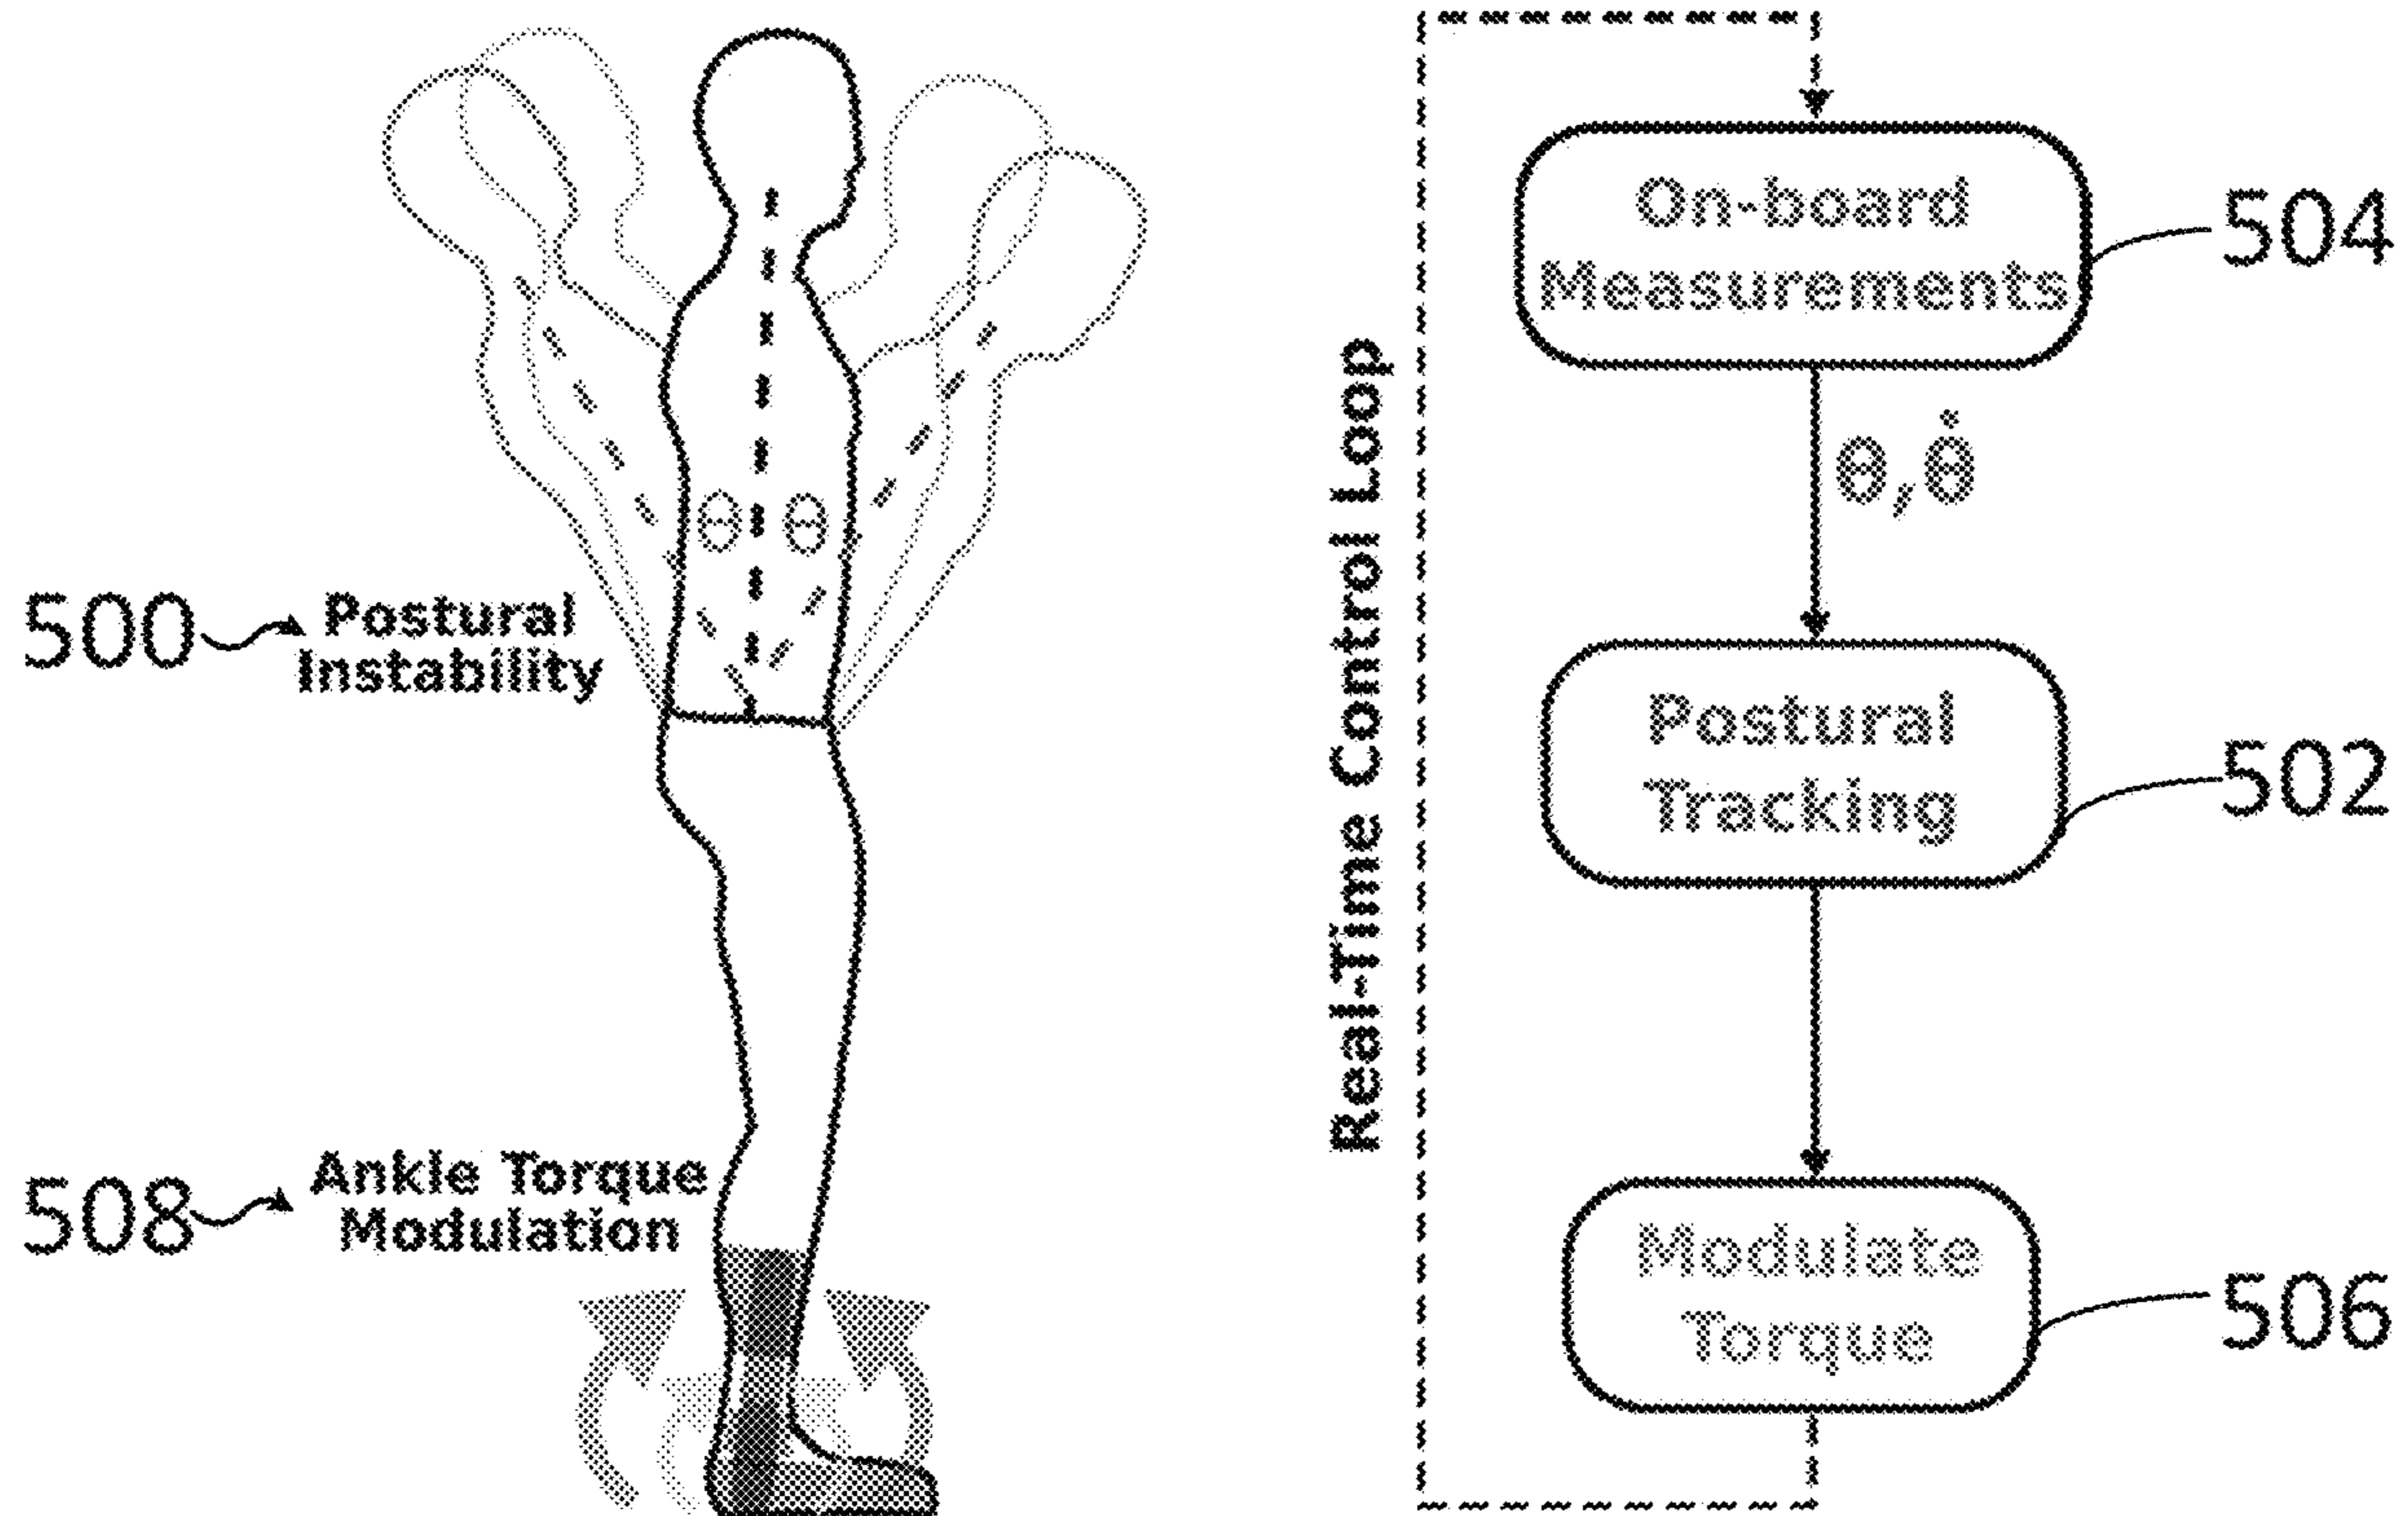 On-board
Measurements
504
θ, θ̇
θ θ
500
Postural
Instability
Real-Time Control Loop
Postural
Tracking
502
508
Ankle Torque
Modulation
Modulate
Torque
506